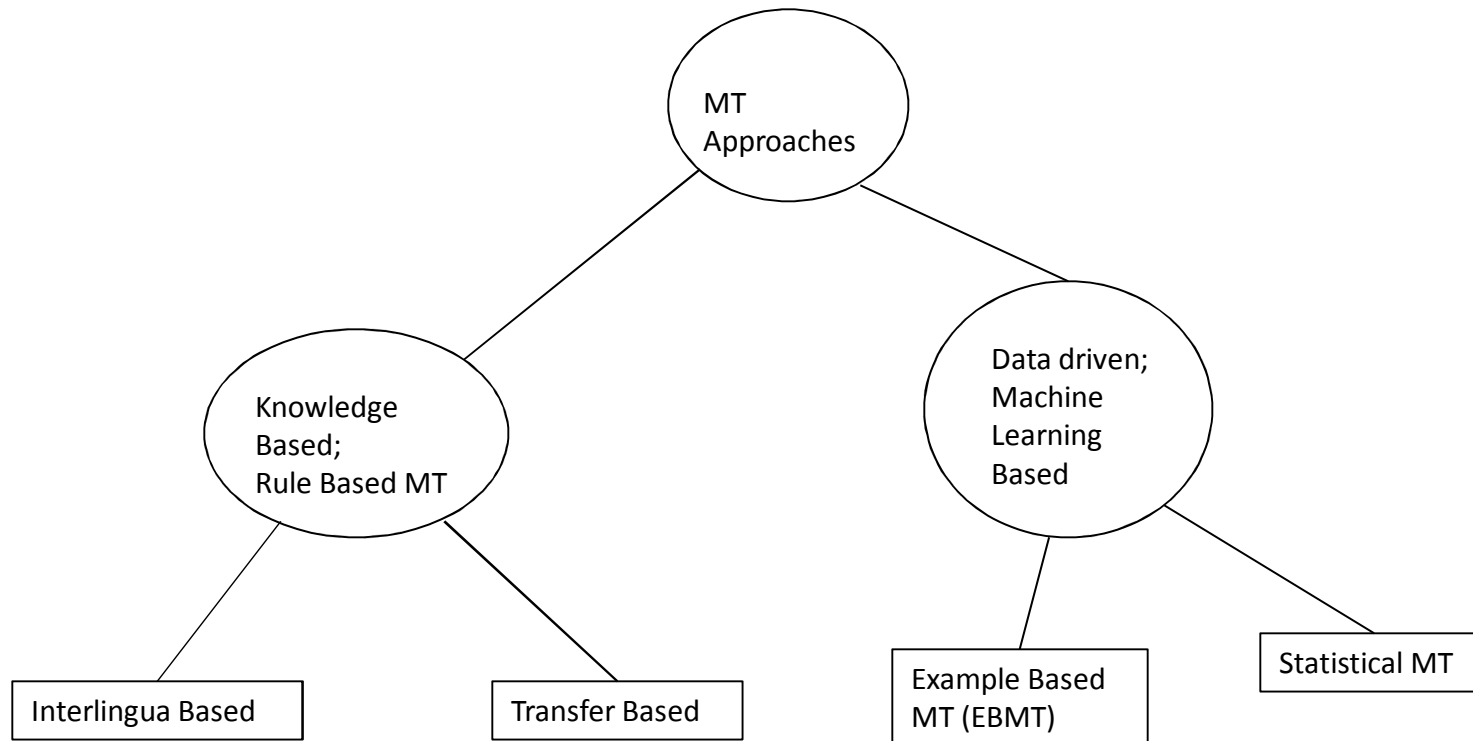 MT
Approaches
Knowledge
Based;
Rule Based MT
Data driven;
Machine
Learning
Based
Interlingua Based
Transfer Based
Example Based
MT (EBMT)
Statistical MT